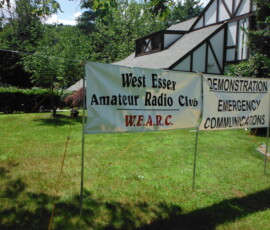 West Essex
Amateur Radio Club
W.E.A.R.C.
DEMONSTRATION
EMERGENCY
COMMUNICATIONS